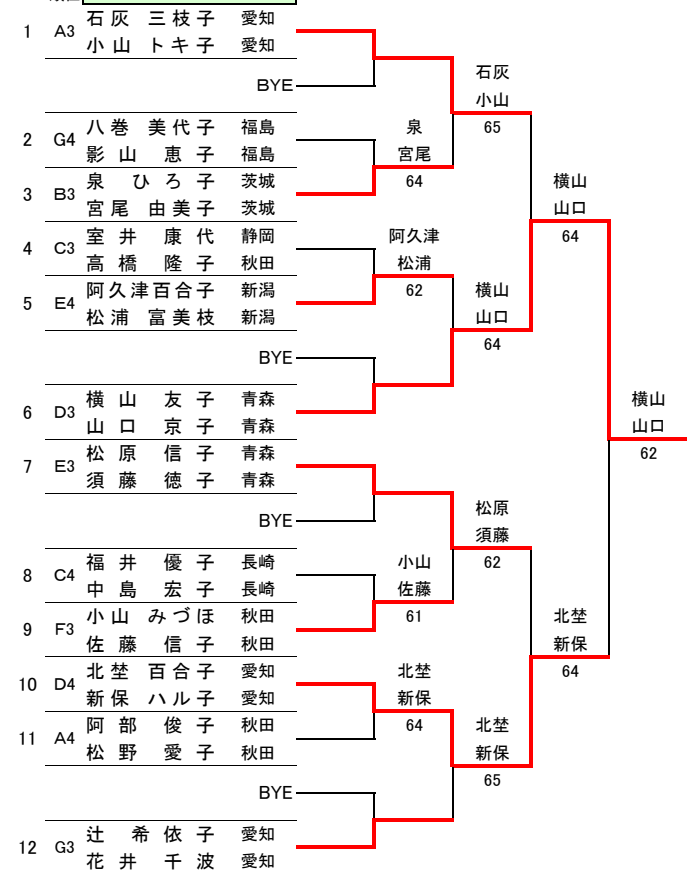 1 A3 石灰 三枝子 愛知
小山 トキ子 愛知
BYE
2 G4 八巻 美代子 福島
影山 恵子 福島
3 B3 泉 ひろ子 茨城
宮尾 由美子 茨城
4 C3 室井 康代 静岡
高橋 隆子 秋田
5 E4 阿久津百合子 新潟
松浦 富美枝 新潟
BYE
6 D3 横山 友子 青森
山口 京子 青森
7 E3 松原 信子 青森
須藤 徳子 青森
BYE
8 C4 福井 優子 長崎
中島 宏子 長崎
9 F3 小山 みづほ 秋田
佐藤 信子 秋田
10 D4 北埜 百合子 愛知
新保 ハル子 愛知
11 A4 阿部 俊子 秋田
松野 愛子 秋田
BYE
12 G3 辻 希依子 愛知
花井 千波 愛知
泉
宮尾
64
阿久津
松浦
62
小山
佐藤
61
北埜
新保
64
石灰
小山
65
横山
山口
64
松原
須藤
62
北埜
新保
65
横山
山口
64
北埜
新保
64
横山
山口
62